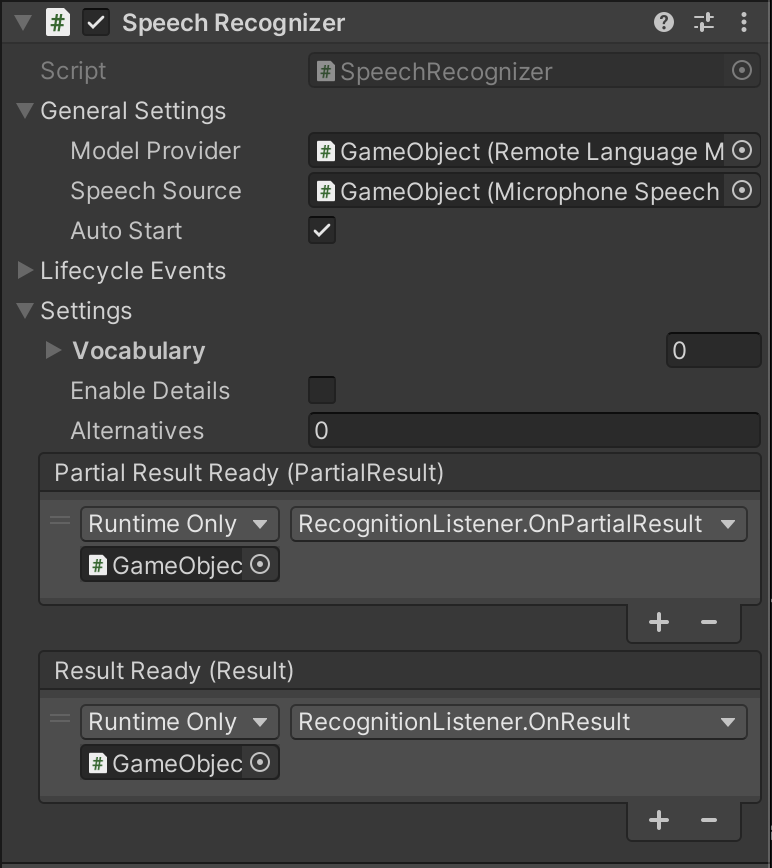 Speech Recognizer
Script SpeechRecognizer
General Settings
Model Provider GameObject (Remote Language M
Speech Source GameObject (Microphone Speech
Auto Start
Lifecycle Events
Settings
Vocabulary 0
Enable Details
Alternatives 0
Partial Result Ready (PartialResult)
Runtime Only RecognitionListener.OnPartialResult
GameObjec
Result Ready (Result)
Runtime Only RecognitionListener.OnResult
GameObjec